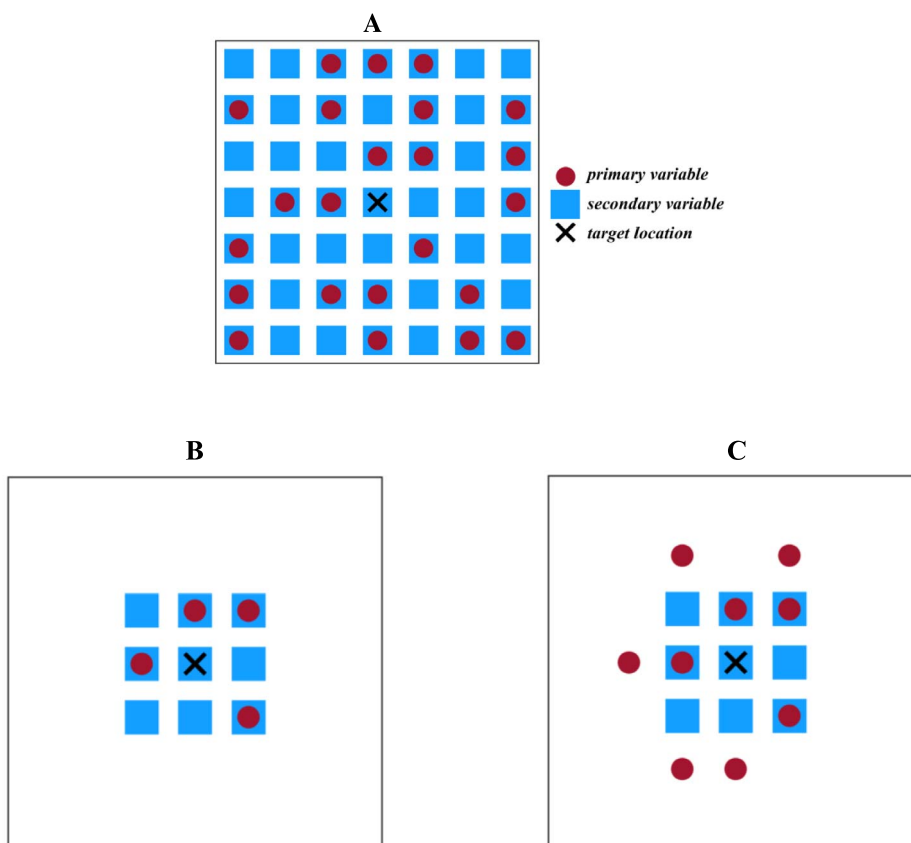 A
primary variable
secondary variable
target location
B
C